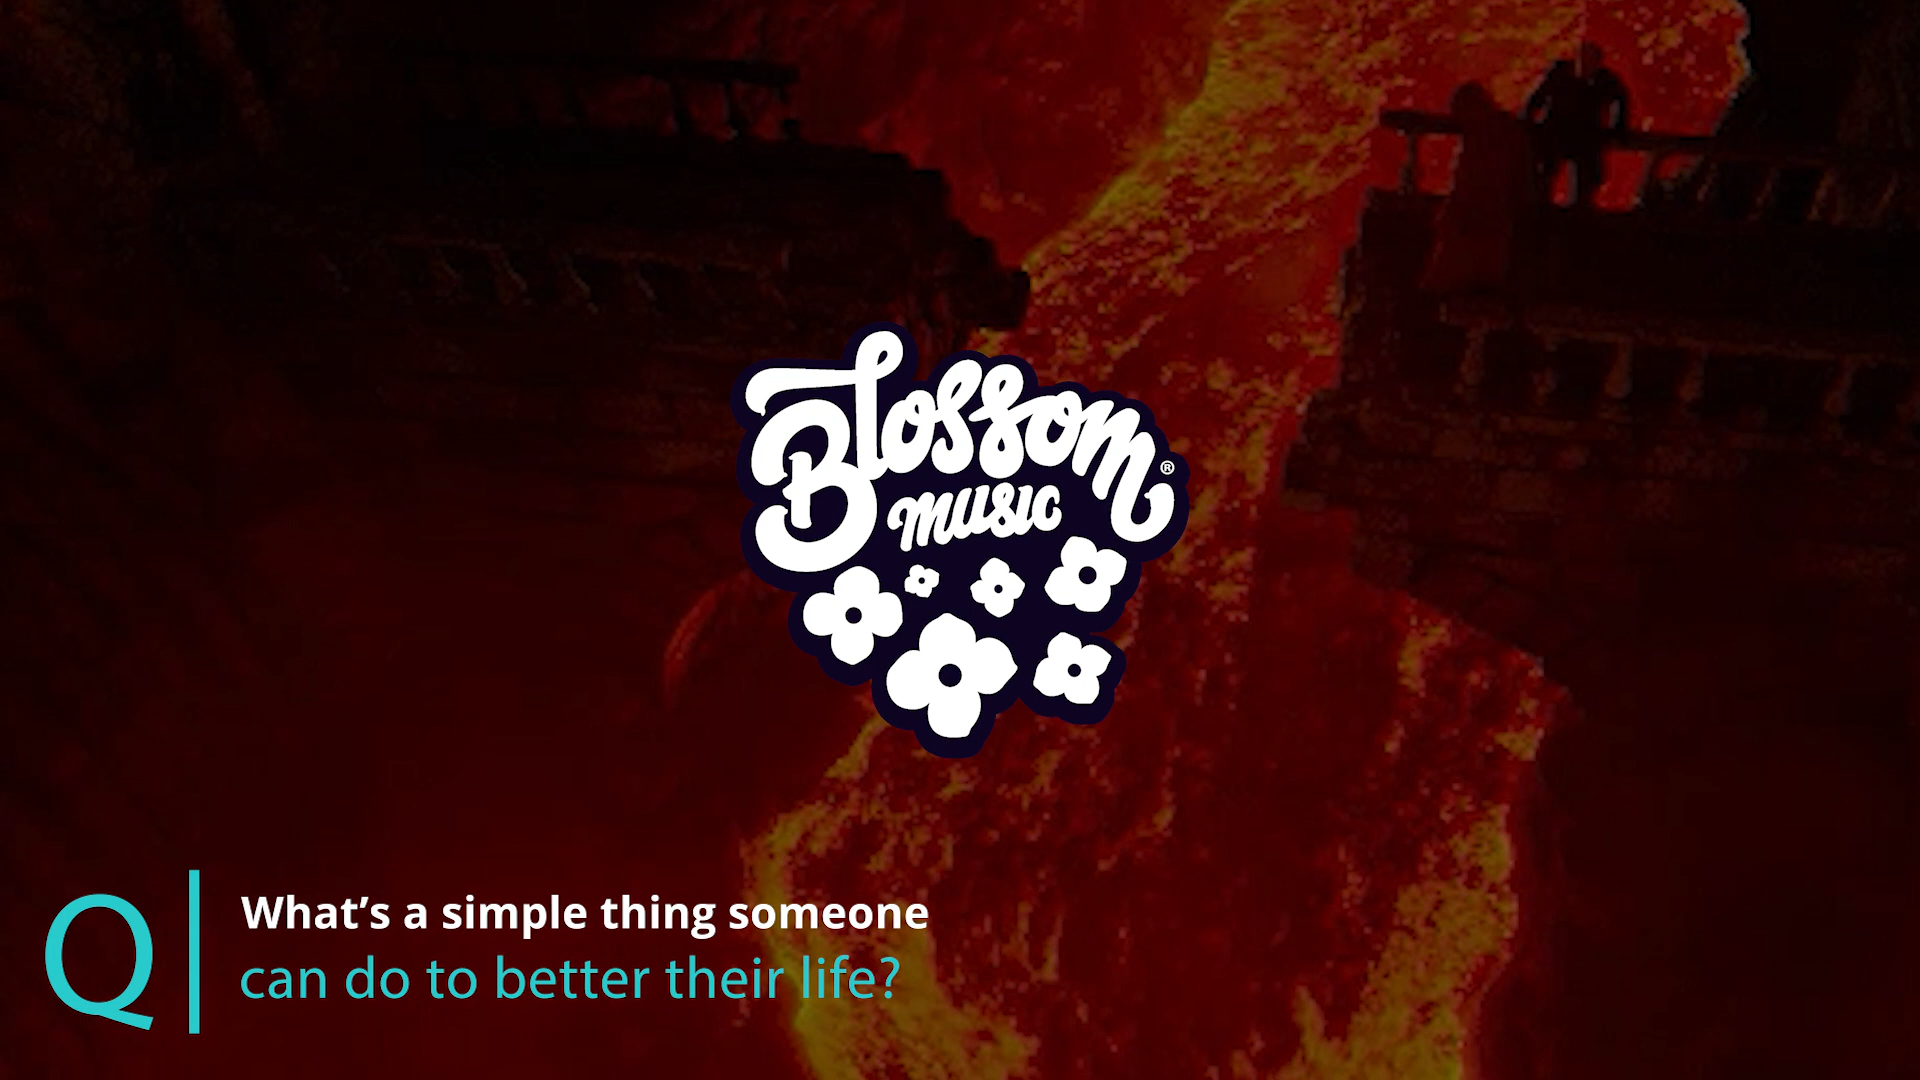 Blossom®
music
Q
What's a simple thing someone
can do to better their life?